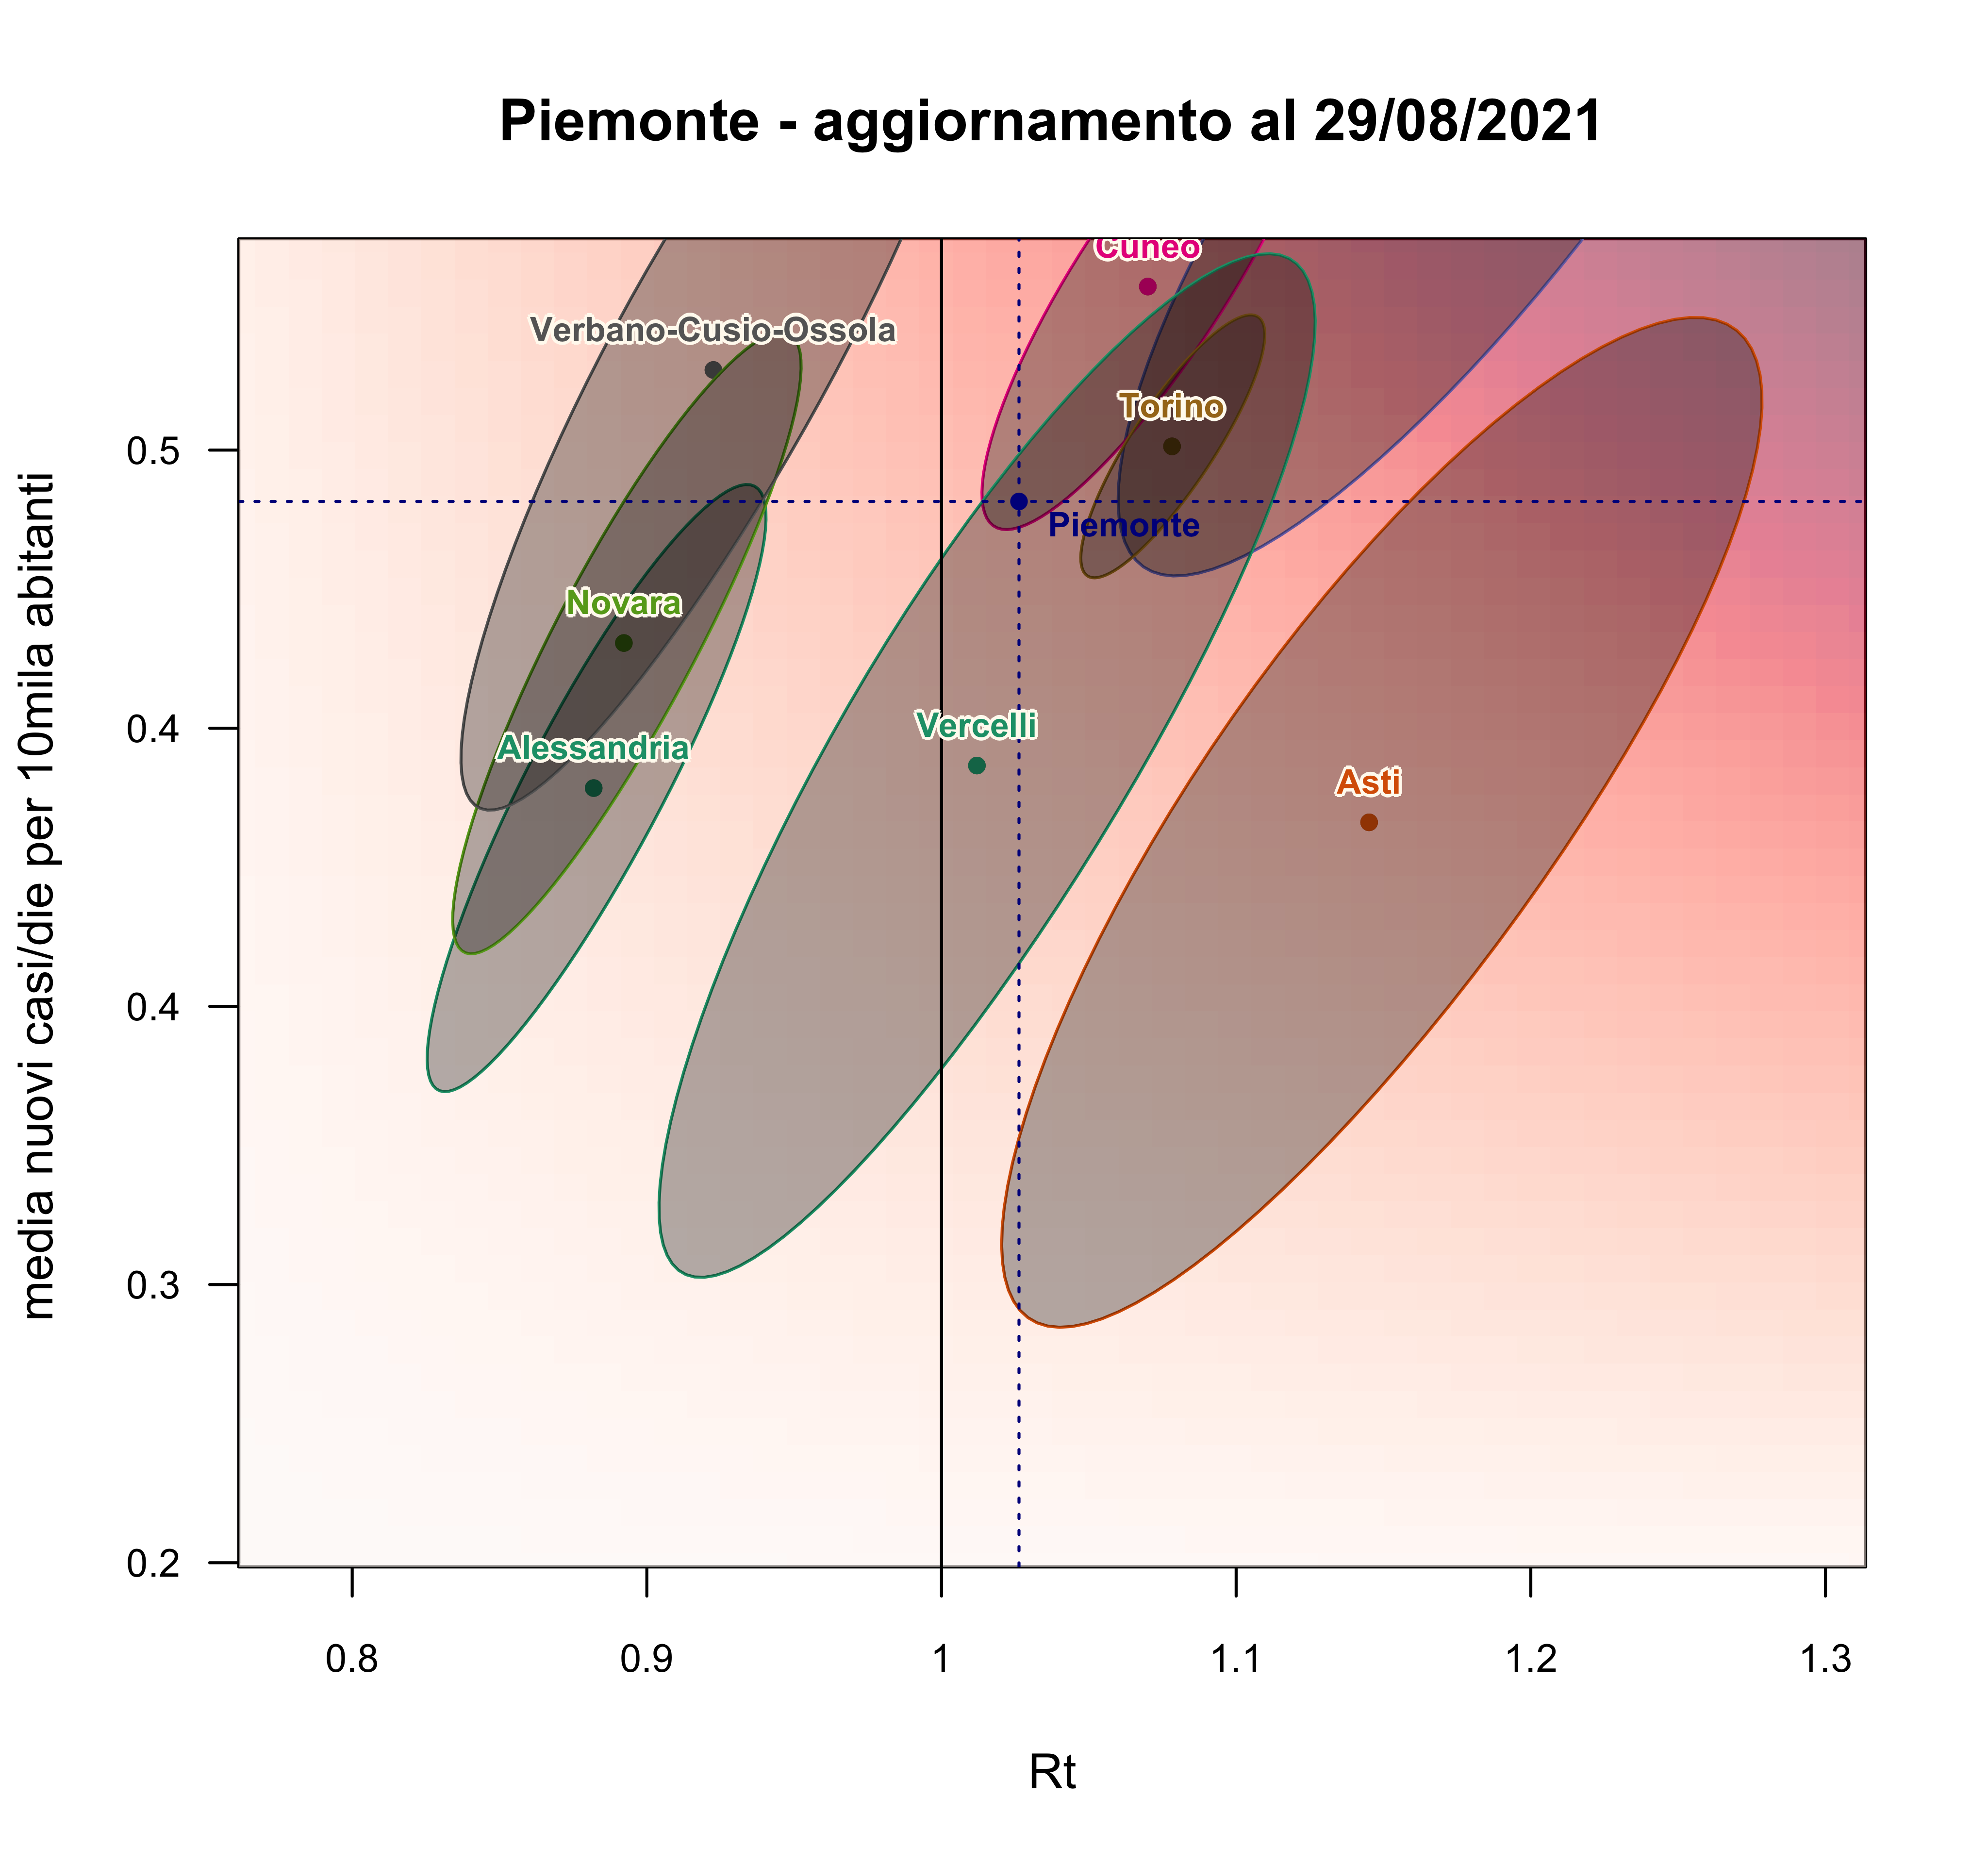 Piemonte - aggiornamento al 29/08/2021
Cuneo
Verbano-Cusio-Ossola
Torino
Piemonte
Novara
Alessandria
Vercelli
Asti
media nuovi casi/die per 10mila abitanti
0.5
0.4
0.4
0.3
0.2
0.8
0.9
1
1.1
1.2
1.3
Rt